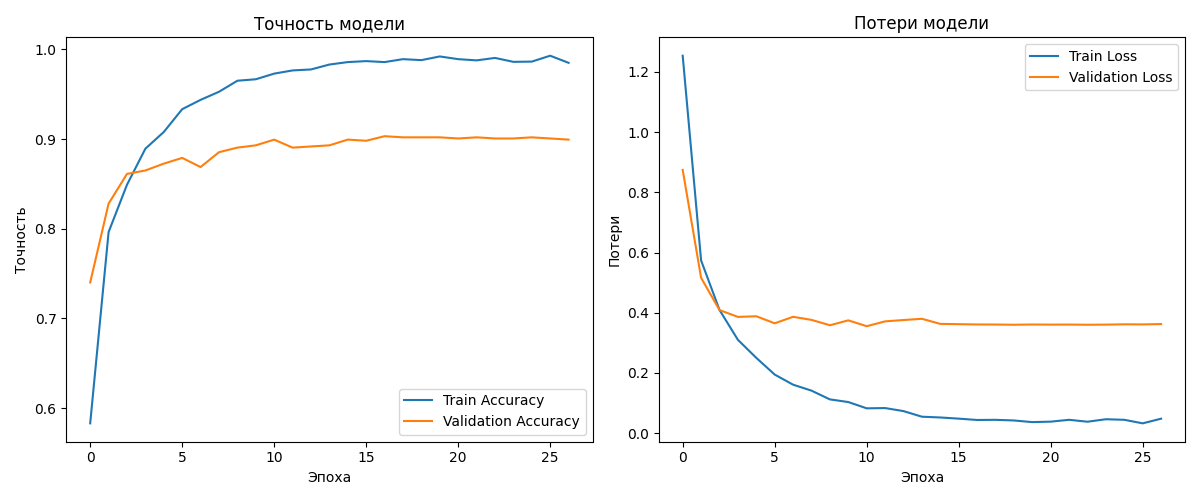 Точность модели
Точность
1.0
0.9
0.8
0.7
0.6
0 5 10 15 20 25
Эпоха
Train Accuracy
Validation Accuracy
Потери модели
Потери
1.2
1.0
0.8
0.6
0.4
0.2
0.0
0 5 10 15 20 25
Эпоха
Train Loss
Validation Loss